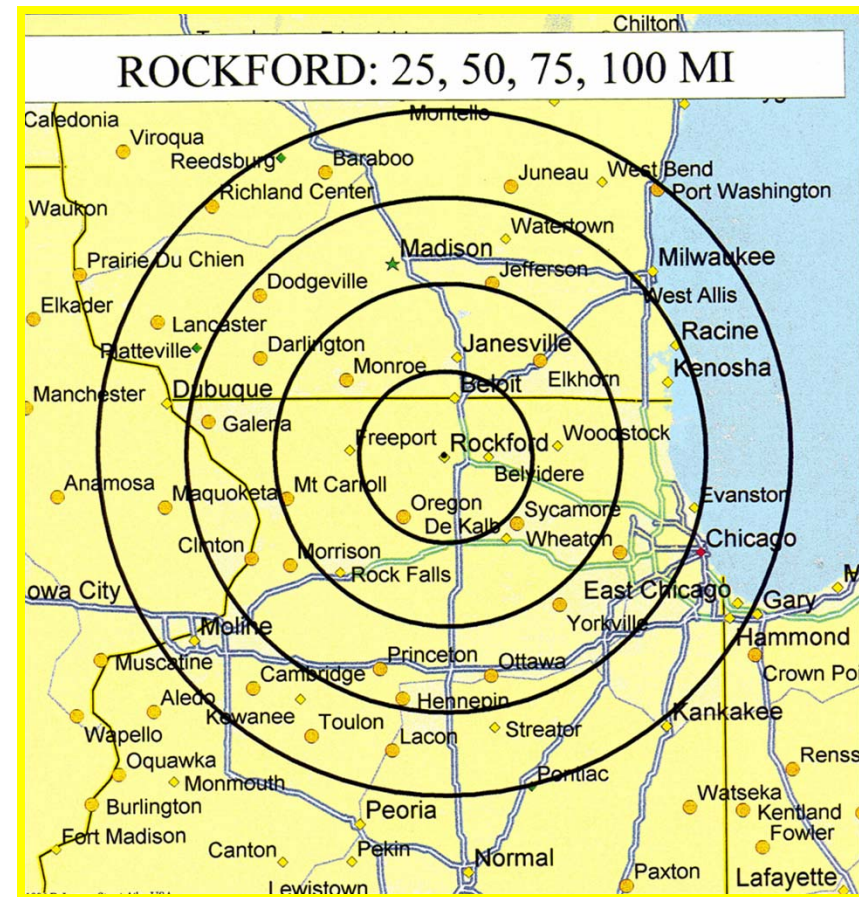 Chilton
ROCKFORD: 25, 50, 75, 100 MI
Montello
Caledonia
Viroqua
Reedsburg
Baraboo
Juneau
West Bend
Richland Center
Port Washington
Waukon
Watertown
Madison
Prairie Du Chien
Milwaukee
Jefferson
Dodgeville
West Allis
Elkader
Lancaster
Racine
Platteville
Darlington
Janesville
Monroe
Elkhorn
Kenosha
Manchester
Dubuque
Beloit
Galena
Freeport
Rockford
Woodstock
Belvidere
Anamosa
Maquoketa
Mt Carroll
Evanston
Oregon
Sycamore
De Kalb
Clinton
Wheaton
Chicago
Morrison
Rock Falls
owa City
East Chicago
Gary
Yorkville
Moline
Hammond
Muscatine
Princeton
Ottawa
Crown Po
Cambridge
Aledo
Kewanee
Hennepin
Kankakee
Wapello
Toulon
Lacon
Streator
Renss
Oquawka
Monmouth
Pontiac
Burlington
Watseka
Peoria
Kentland
Fort Madison
Fowler
Canton
Pekin
Normal
Paxton
Lewistown
Lafayette